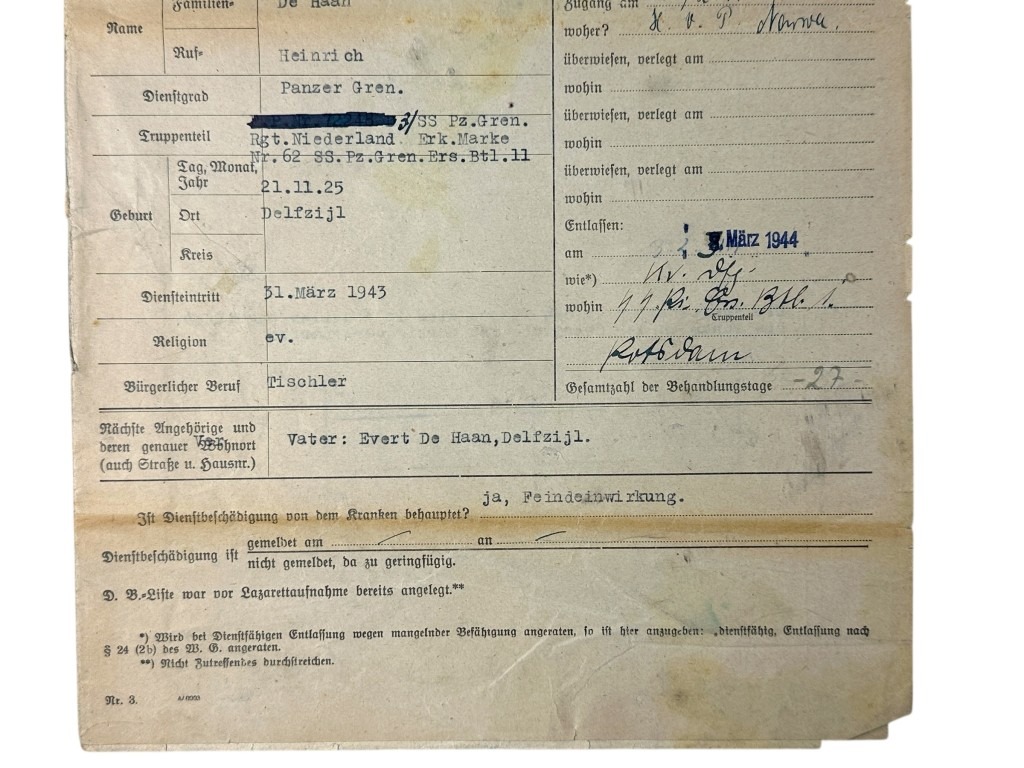 Name
Familien=
De Haan
Ruf=
Heinrich
Dienstgrad
Panzer Gren.
Truppenteil
3/SS Pz.Gren.
Rgt.Niederland Erk.Marke
Nr.62 SS.Pz.Gren.Ers.Btl.11
Geburt
Tag, Monat,
Jahr
21.11.25
Ort
Delfzijl
Kreis
Diensteintritt
31.März 1943
Religion
ev.
Bürgerlicher Beruf
Tischler
Zugang am
woher?
überwiesen, verlegt am
wohin
überwiesen, verlegt am
wohin
überwiesen, verlegt am
wohin
Entlassen:
am
März 1944
wie*)
wohin
Ers. Btl. 1.
Truppenteil
Potsdam
Gesamtzahl der Behandlungstage -27-
Nächste Angehörige und
deren genauer Wohnort
(auch Straße u. Hausnr.)
Vater: Evert De Haan,Delfzijl.
ja, Feindeinwirkung.
Ist Dienstbeschädigung von dem Kranken behauptet?
Dienstbeschädigung ist
gemeldet am an
nicht gemeldet, da zu geringfügig.
D. B.=Liste war vor Lazarettaufnahme bereits angelegt.**
*) Wird bei Dienstfähigen Entlassung wegen mangelnder Befähigung angeraten, so ist hier anzugeben: „dienstfähig, Entlassung nach
§ 24 (2b) des W. G. angeraten.
**) Nicht Zutreffendes durchstreichen.
Nr. 3.